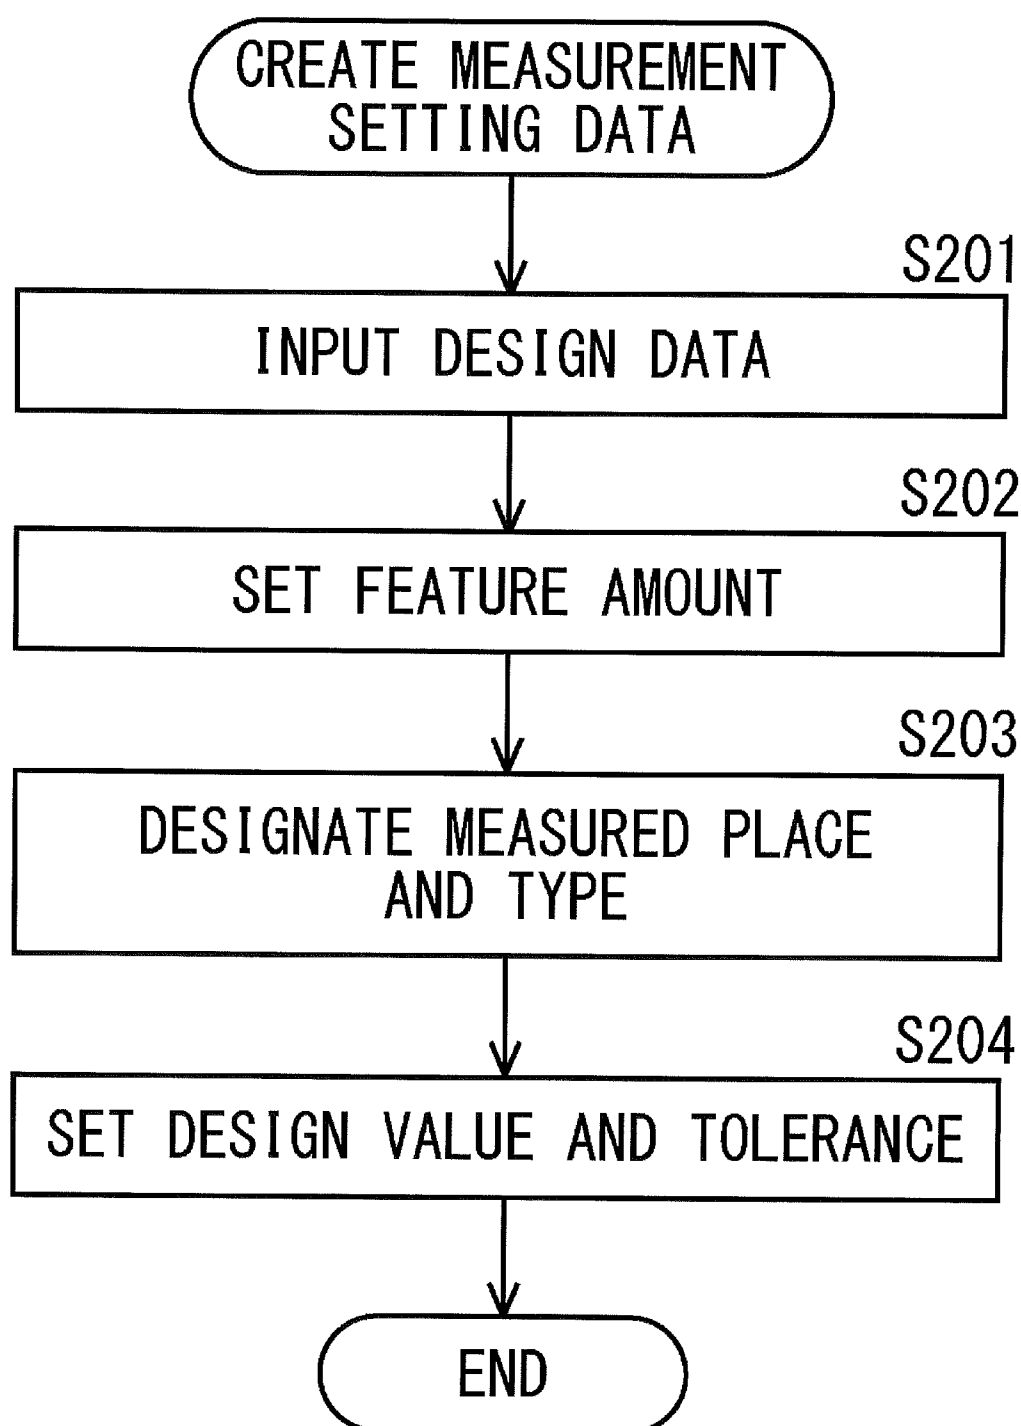 CREATE MEASUREMENT
SETTING DATA
S201
INPUT DESIGN DATA
S202
SET FEATURE AMOUNT
S203
DESIGNATE MEASURED PLACE
AND TYPE
S204
SET DESIGN VALUE AND TOLERANCE
END